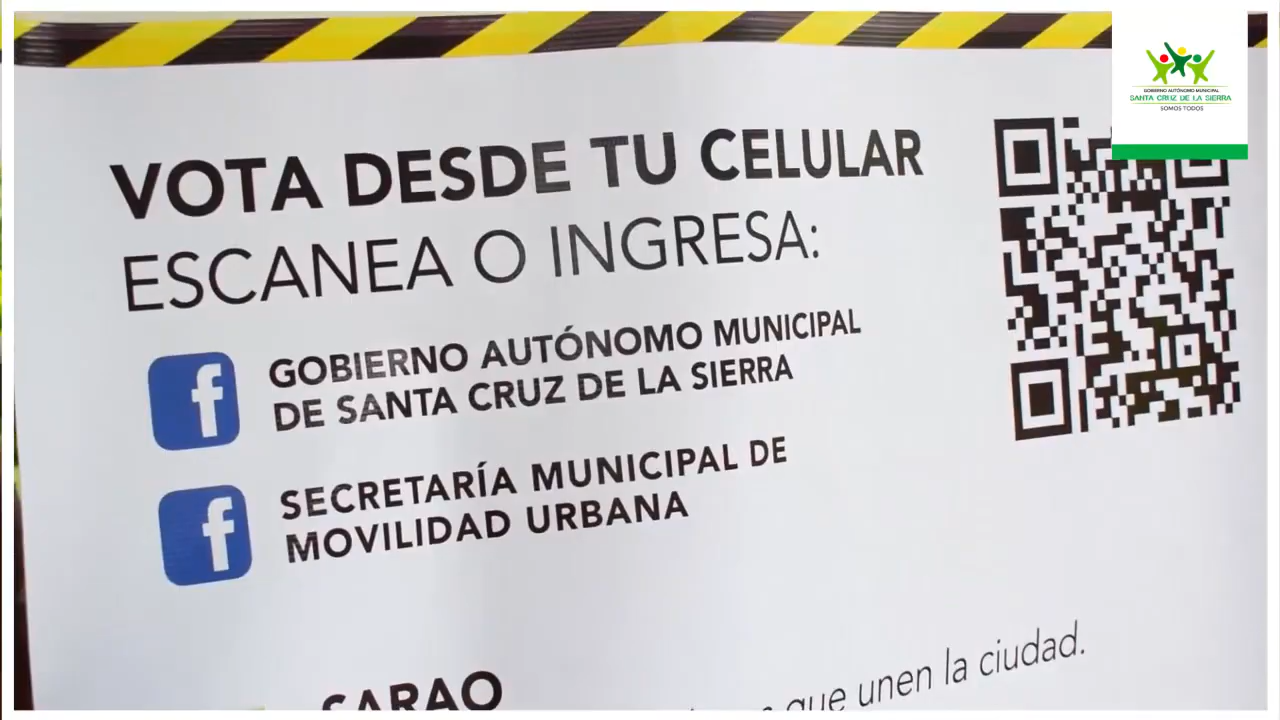 GOBIERNO AUTÓNOMO MUNICIPAL
SANTA CRUZ DE LA SIERRA
SOMOS TODOS
VOTA DESDE TU CELULAR
ESCANEA O INGRESA:
GOBIERNO AUTÓNOMO MUNICIPAL
DE SANTA CRUZ DE LA SIERRA
SECRETARÍA MUNICIPAL DE
MOVILIDAD URBANA
que unen la ciudad.
SARAO